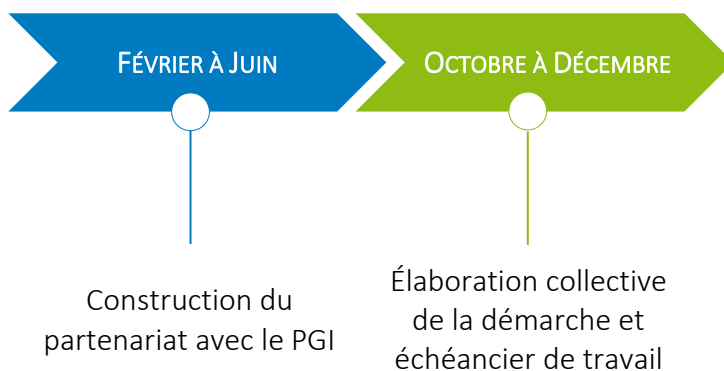 FÉVRIER À JUIN
OCTOBRE À DÉCEMBRE
Construction du
partenariat avec le PGI
Élaboration collective
de la démarche et
échéancier de travail